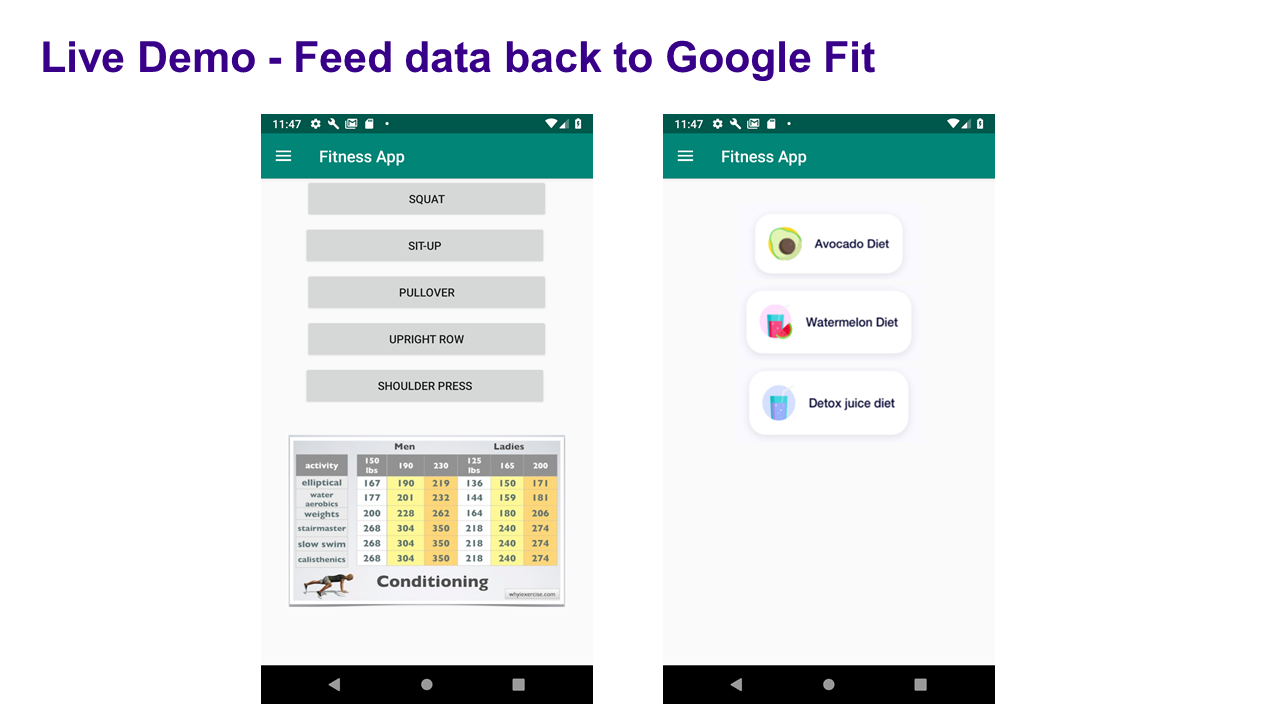 Live Demo - Feed data back to Google Fit
11:47
Fitness App
SQUAT
SIT-UP
PULLOVER
UPRIGHT ROW
SHOULDER PRESS
Men Ladies
activity 150 lbs 190 230 125 lbs 165 200
elliptical 167 190 219 136 150 171
water aerobics 177 201 232 144 159 181
weights 200 228 262 164 180 206
stairmaster 268 304 350 218 240 274
slow swim 268 304 350 218 240 274
calisthenics 268 304 350 218 240 274
Conditioning
whyiexercise.com
11:47
Fitness App
Avocado Diet
Watermelon Diet
Detox juice diet